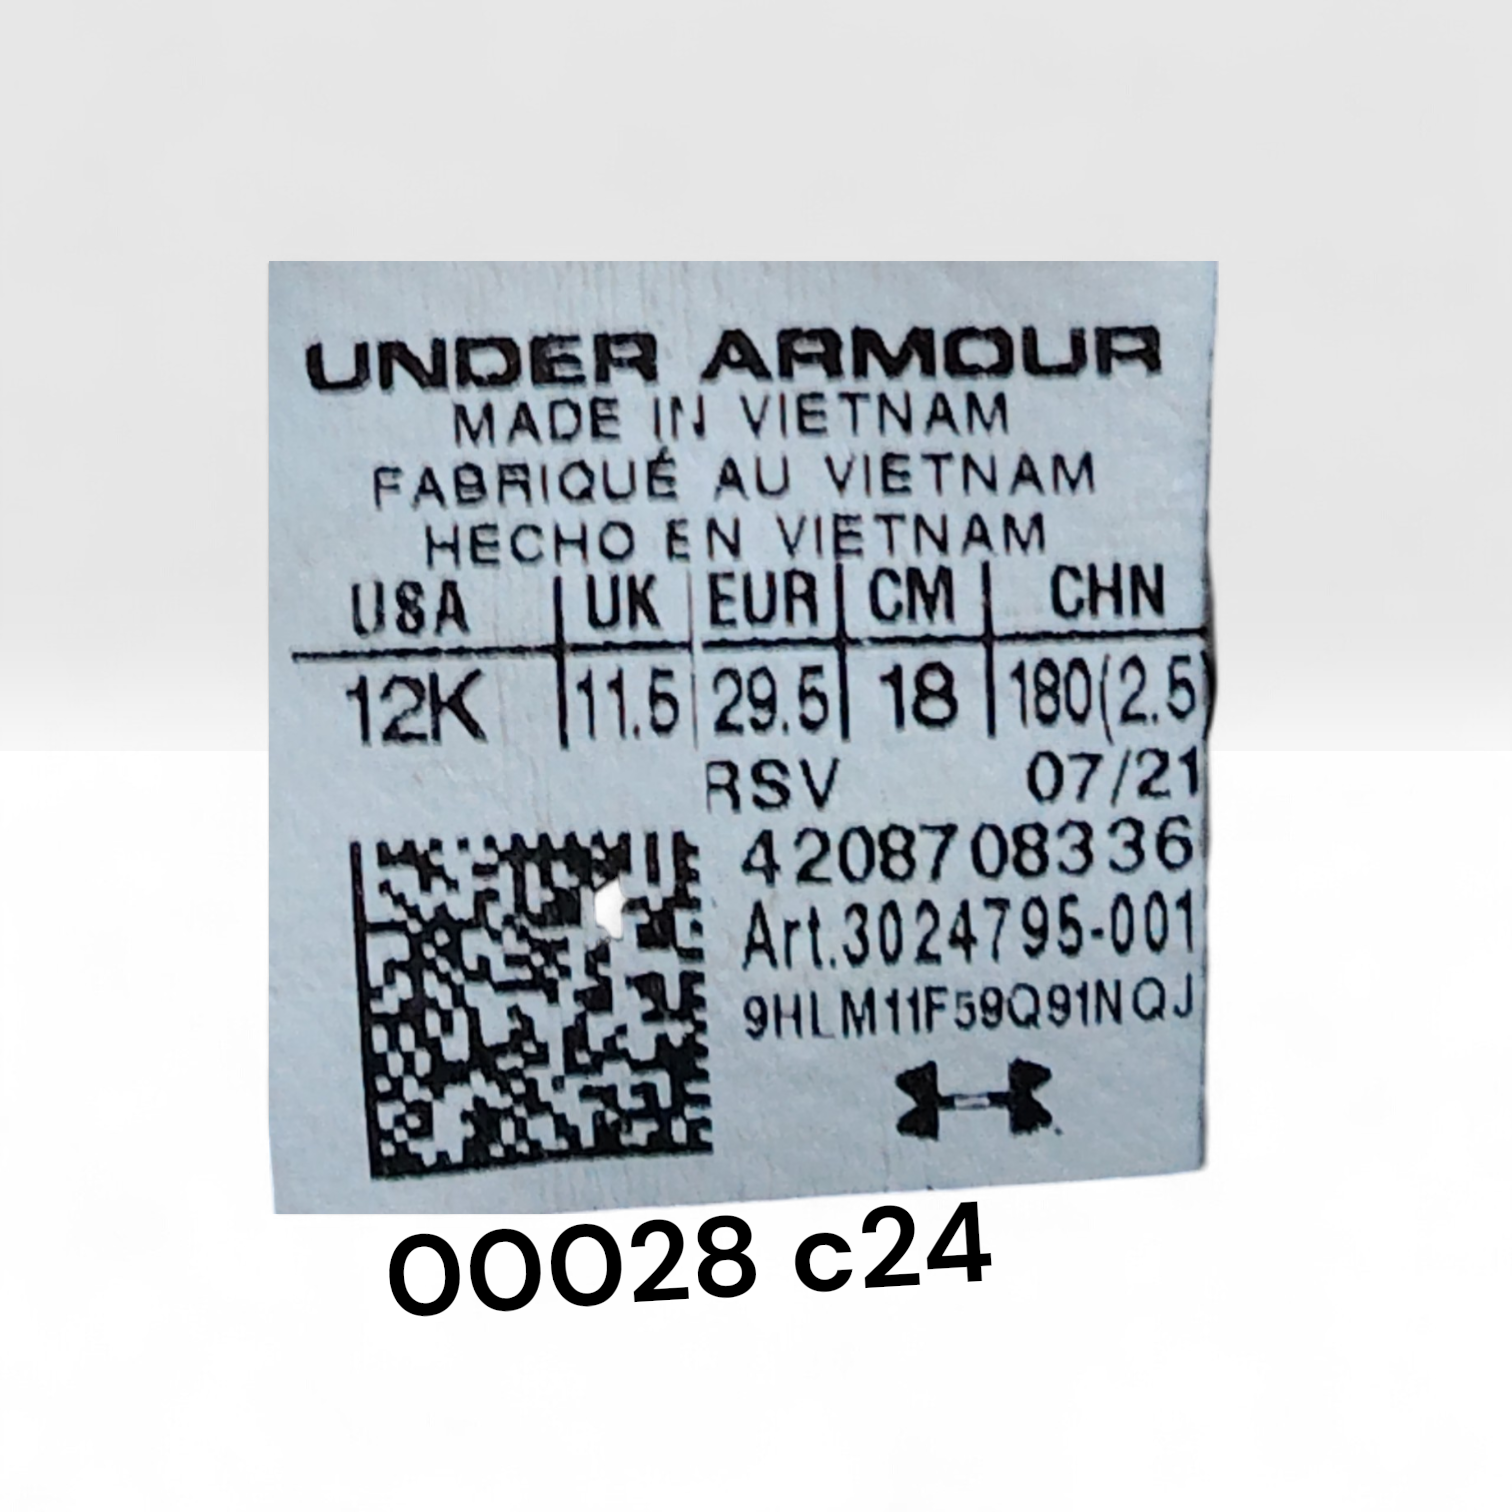 UNDER ARMOUR
MADE IN VIETNAM
FABRIQUÉ AU VIETNAM
HECHO EN VIETNAM
USA UK EUR CM CHN
12K 11.5 29.5 18 180(2.5)
RSV 07/21
4208708336
Art.3024795-001
9HLM11F59Q91NQJ
00028 c24